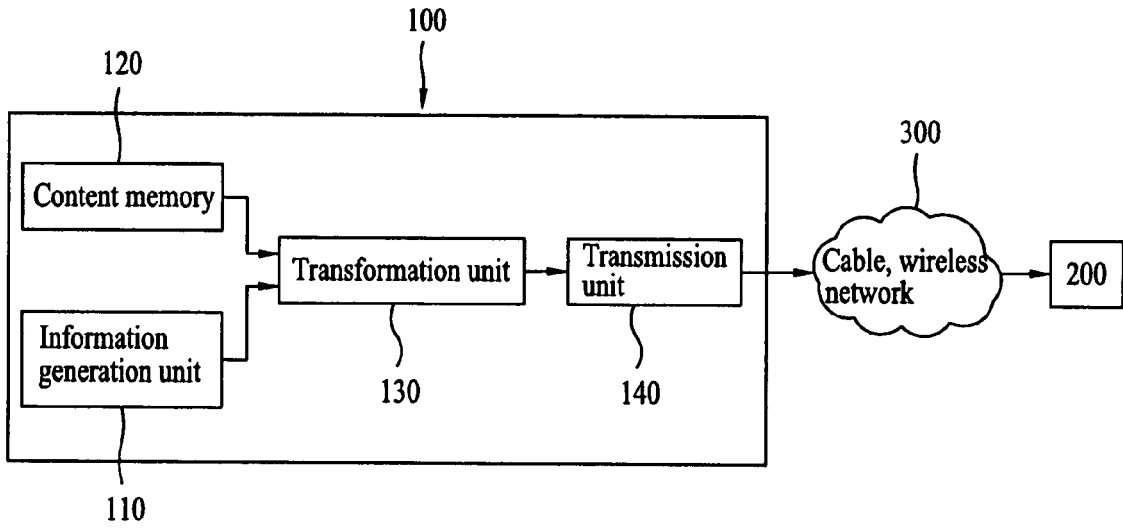 100
120
300
Content memory
Transformation unit
Transmission
unit
Cable, wireless
network
200
Information
generation unit
130
140
110